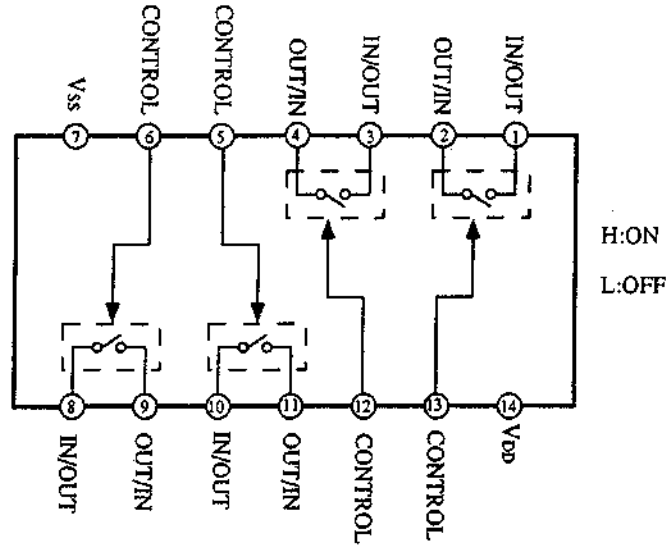 Vss
CONTROL
CONTROL
OUT/IN
IN/OUT
OUT/IN
IN/OUT
7
6
5
4
3
2
1
H:ON
L:OFF
8
9
10
11
12
13
14
IN/OUT
OUT/IN
IN/OUT
OUT/IN
CONTROL
CONTROL
VDD